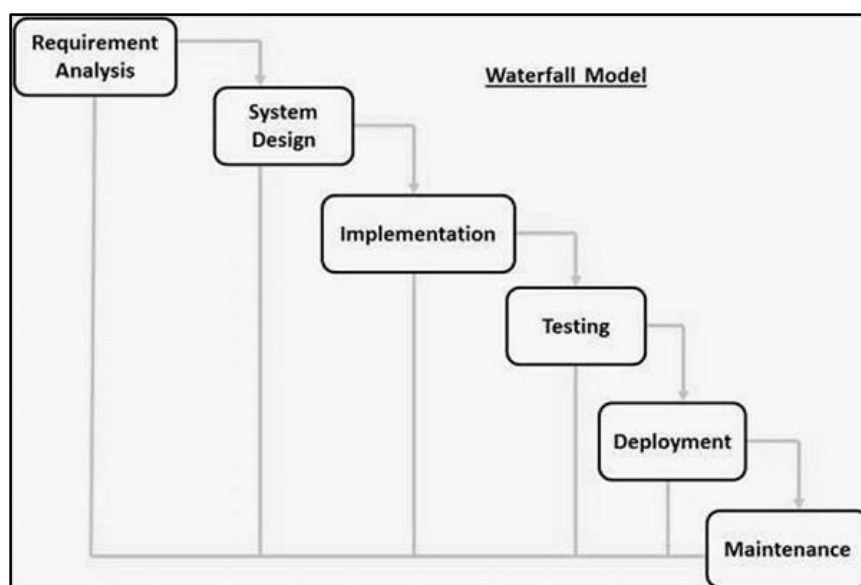 Requirement
Analysis
Waterfall Model
System
Design
Implementation
Testing
Deployment
Maintenance